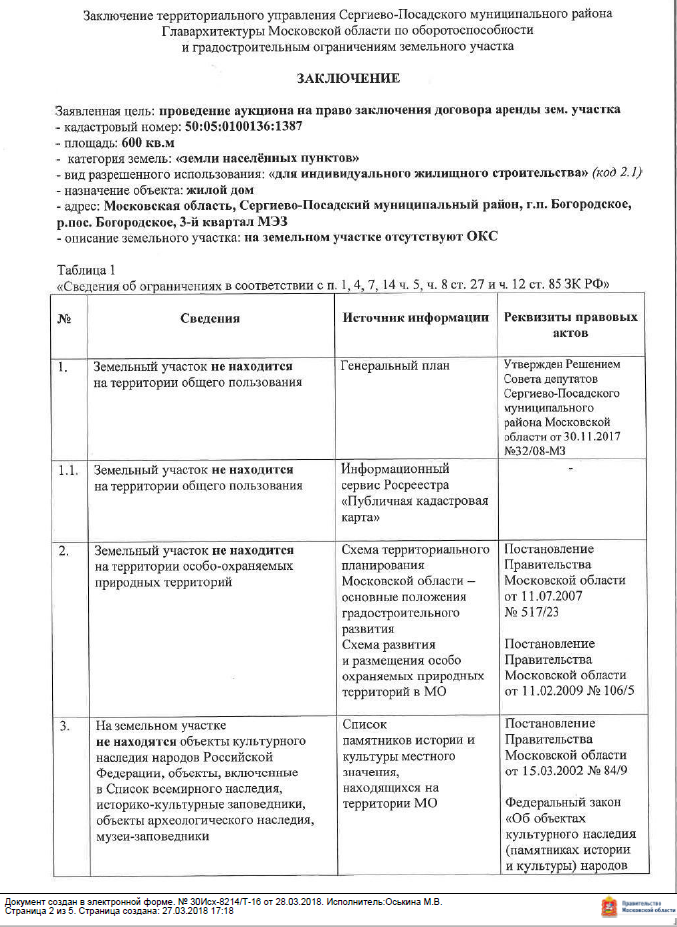 Заключение территориального управления Сергиево-Посадского муниципального района
Главархитектуры Московской области по оборотоспособности
и градостроительным ограничениям земельного участка
ЗАКЛЮЧЕНИЕ
Заявленная цель: проведение аукциона на право заключения договора аренды зем. участка
- кадастровый номер: 50:05:0100136:1387
- площадь: 600 кв.м
- категория земель: «земли населённых пунктов»
- вид разрешенного использования: «для индивидуального жилищного строительства» (код 2.1)
- назначение объекта: жилой дом
- адрес: Московская область, Сергиево-Посадский муниципальный район, г.п. Богородское,
р.пос. Богородское, 3-й квартал МЭЗ
- описание земельного участка: на земельном участке отсутствуют ОКС
Таблица 1
«Сведения об ограничениях в соответствии с п. 1, 4, 7, 14 ч. 5, ч. 8 ст. 27 и ч. 12 ст. 85 ЗК РФ»
№
Сведения
Источник информации
Реквизиты правовых
актов
1.
Земельный участок не находится
на территории общего пользования
Генеральный план
Утвержден Решением
Совета депутатов
Сергиево-Посадского
муниципального
района Московской
области от 30.11.2017
№32/08-МЗ
1.1.
Земельный участок не находится
на территории общего пользования
Информационный
сервис Росреестра
«Публичная кадастровая
карта»
-
2.
Земельный участок не находится
на территории особо-охраняемых
природных территорий
Схема территориального
планирования
Московской области –
основные положения
градостроительного
развития
Схема развития
и размещения особо
охраняемых природных
территорий в МО
Постановление
Правительства
Московской области
от 11.07.2007
№ 517/23
Постановление
Правительства
Московской области
от 11.02.2009 № 106/5
3.
На земельном участке
не находятся объекты культурного
наследия народов Российской
Федерации, объекты, включенные
в Список всемирного наследия,
историко-культурные заповедники,
объекты археологического наследия,
музеи-заповедники
Список
памятников истории и
культуры местного
значения,
находящихся на
территории МО
Постановление
Правительства
Московской области
от 15.03.2002 № 84/9
Федеральный закон
«Об объектах
культурного наследия
(памятниках истории
и культуры) народов
Документ создан в электронной форме. № 30Исх-8214/Т-16 от 28.03.2018. Исполнитель:Оськина М.В.
Страница 2 из 5. Страница создана: 27.03.2018 17:18
Правительство
Московской области